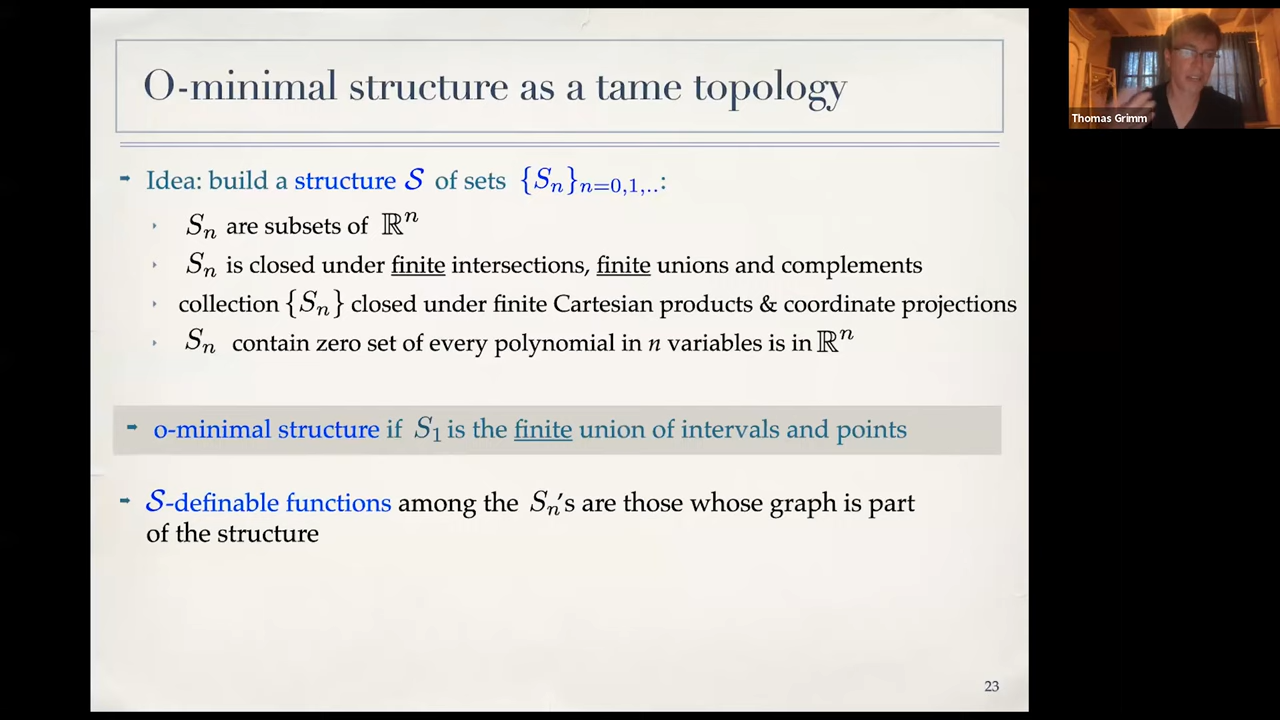 O-minimal structure as a tame topology
Thomas Grimm
➡ Idea: build a structure 𝒮 of sets {Sₙ}ₙ₌₀,₁,..:
‣ Sₙ are subsets of ℝⁿ
‣ Sₙ is closed under finite intersections, finite unions and complements
‣ collection {Sₙ} closed under finite Cartesian products & coordinate projections
‣ Sₙ contain zero set of every polynomial in n variables is in ℝⁿ
➡ o-minimal structure if S₁ is the finite union of intervals and points
➡ 𝒮-definable functions among the Sₙ's are those whose graph is part
of the structure
23